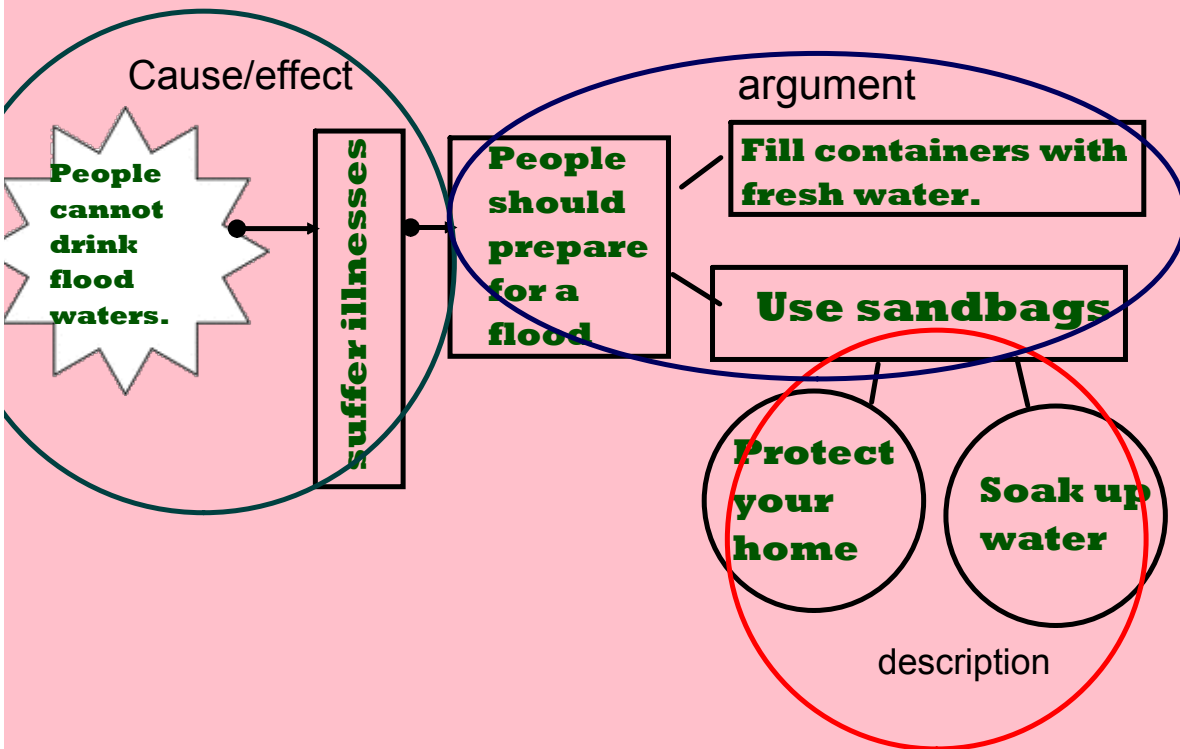 Cause/effect
argument
People
cannot
drink
flood
waters.
suffer illnesses
People
should
prepare
for a
flood
Fill containers with
fresh water.
Use sandbags
Protect
your
home
Soak up
water
description